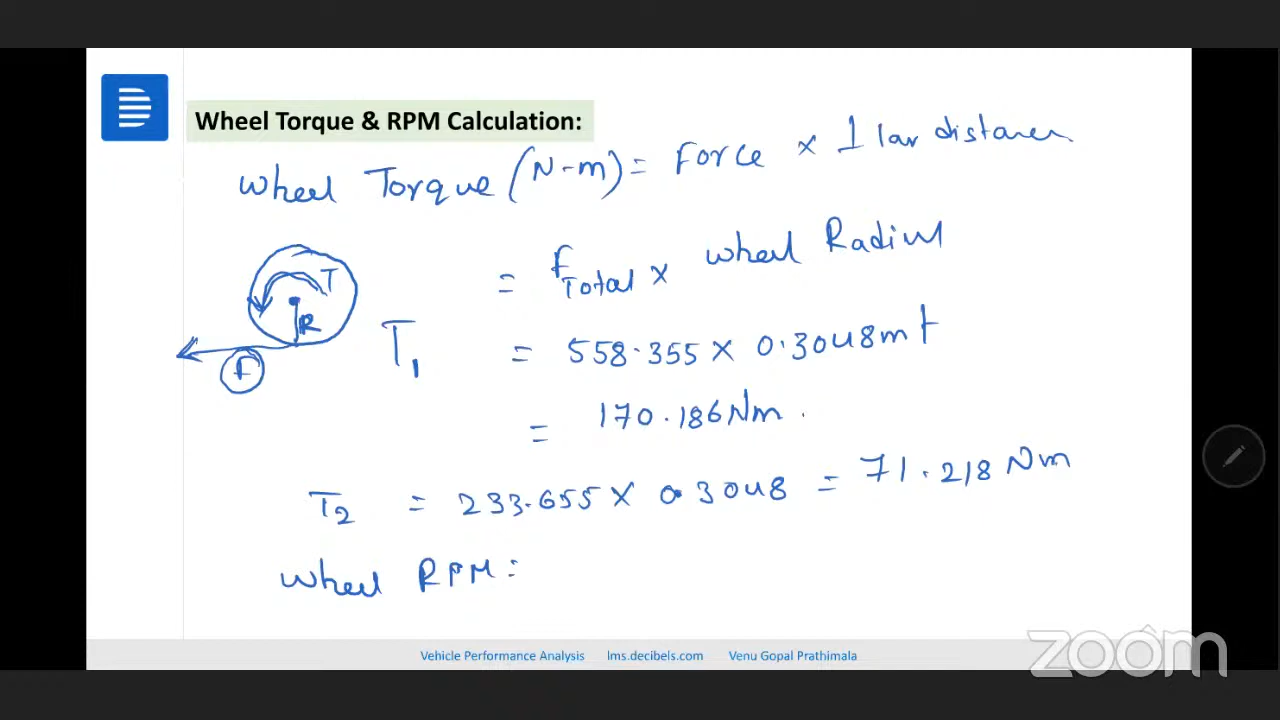 Wheel Torque & RPM Calculation:
Wheel Torque (N-m) = Force × ⊥lar distance
= F Total × wheel Radius
T
R
F
T1 = 558.355 × 0.3048mt
= 170.186Nm.
T2 = 233.655 × 0.3048 = 71.218 Nm
Wheel RPM =
Vehicle Performance Analysis lms.decibels.com Venu Gopal Prathimala
zoom